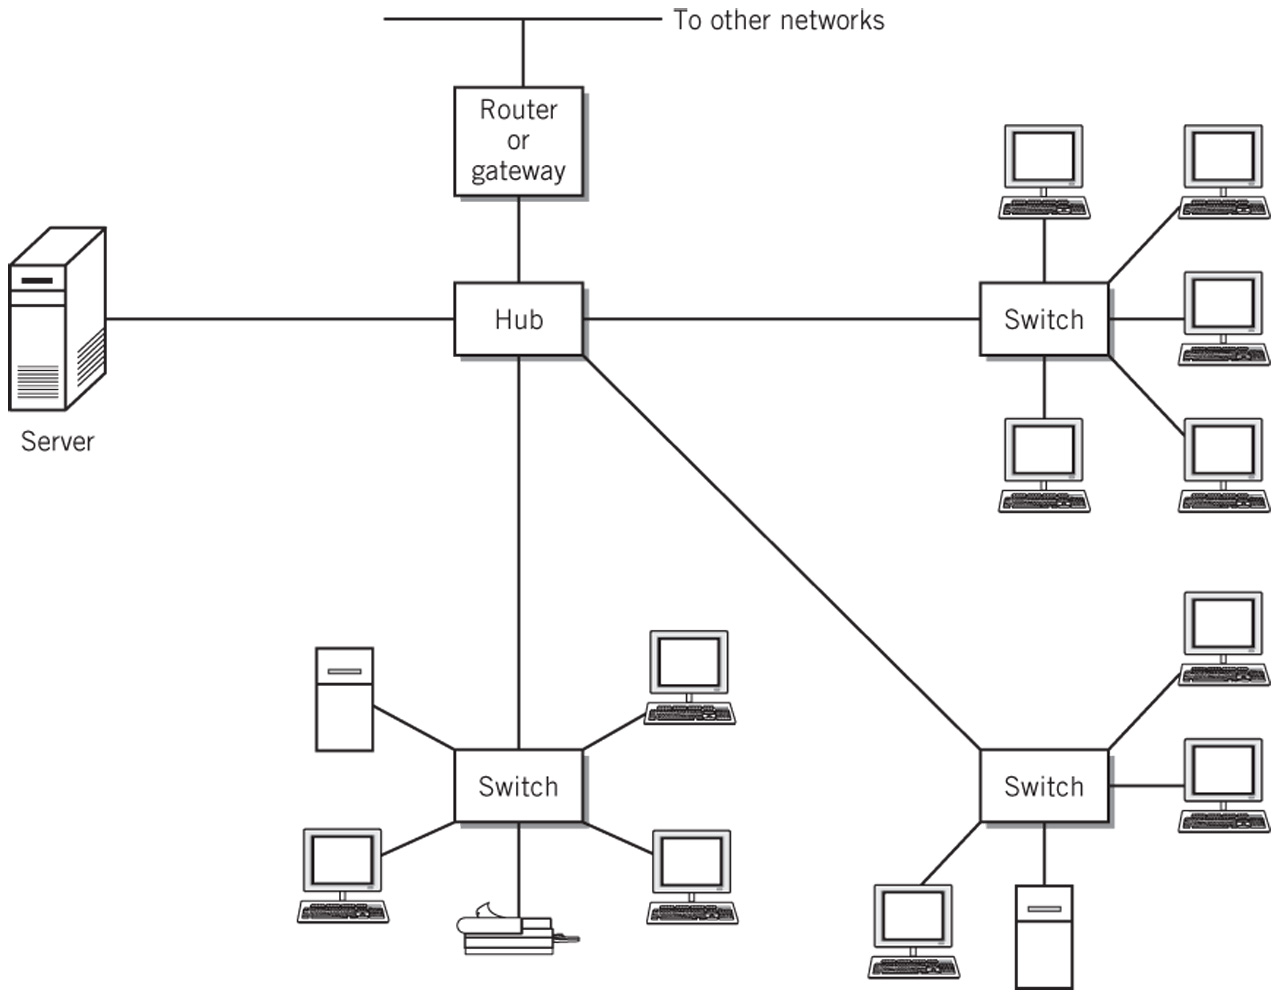 To other networks
Router
or
gateway
Hub
Switch
Server
Switch
Switch